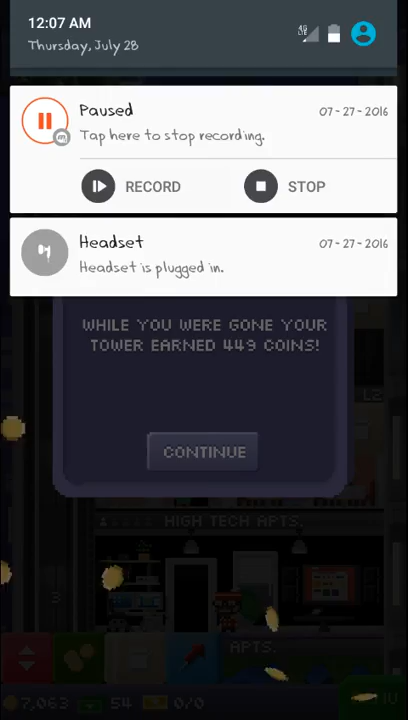 12:07 AM
Thursday, July 28
Paused
07-27-2016
Tap here to stop recording.
RECORD
STOP
Headset
07-27-2016
Headset is plugged in.
WHILE YOU WERE GONE YOUR
TOWER EARNED 449 COINS!
L2
CONTINUE
HIGH TECH APTS.
3
APTS.
7,063
54
0/0